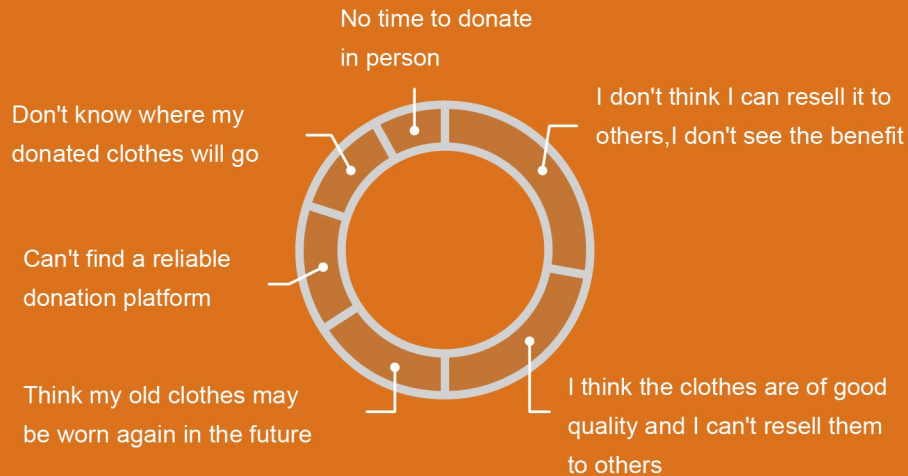 No time to donate
in person
I don't think I can resell it to
others,I don't see the benefit
Don't know where my
donated clothes will go
Can't find a reliable
donation platform
Think my old clothes may
be worn again in the future
I think the clothes are of good
quality and I can't resell them
to others